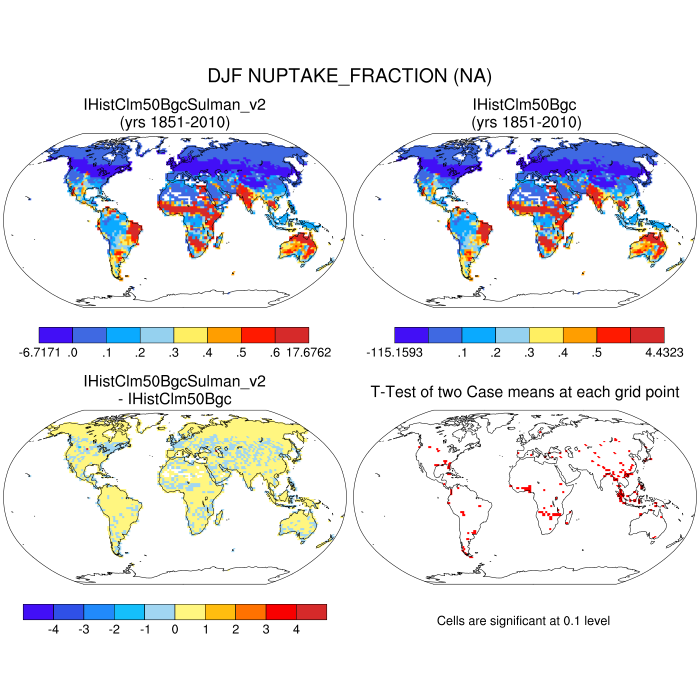 DJF NUPTAKE_FRACTION (NA)
IHistClm50BgcSulman_v2
(yrs 1851-2010)
IHistClm50Bgc
(yrs 1851-2010)
-6.7171 .0 .1 .2 .3 .4 .5 .6 17.6762
-115.1593 .1 .2 .3 .4 .5 4.4323
IHistClm50BgcSulman_v2
- IHistClm50Bgc
T-Test of two Case means at each grid point
-4 -3 -2 -1 0 1 2 3 4
Cells are significant at 0.1 level